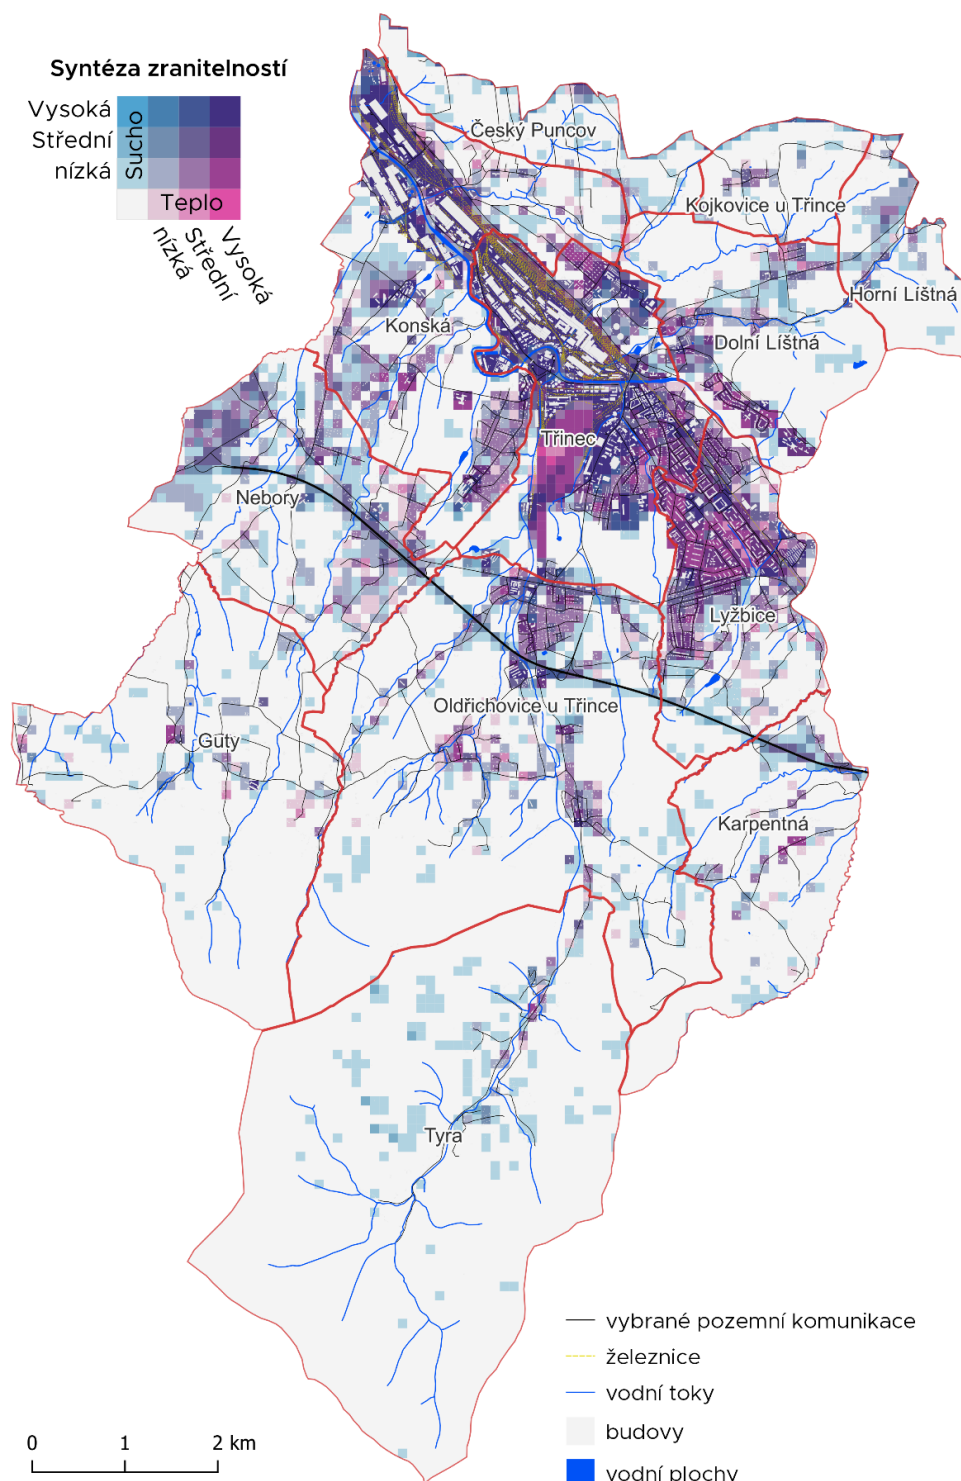 Syntéza zranitelností
Vysoká
Střední
nízká
Sucho
Teplo
nízká
Střední
Vysoká
Český Puncov
Kojkovice u Třince
Horní Líštná
Konská
Dolní Líštná
Třinec
Nebory
Lyžbice
Oldřichovice u Třince
Guty
Karpentná
Tyra
vybrané pozemní komunikace
železnice
vodní toky
budovy
vodní plochy
0 1 2 km